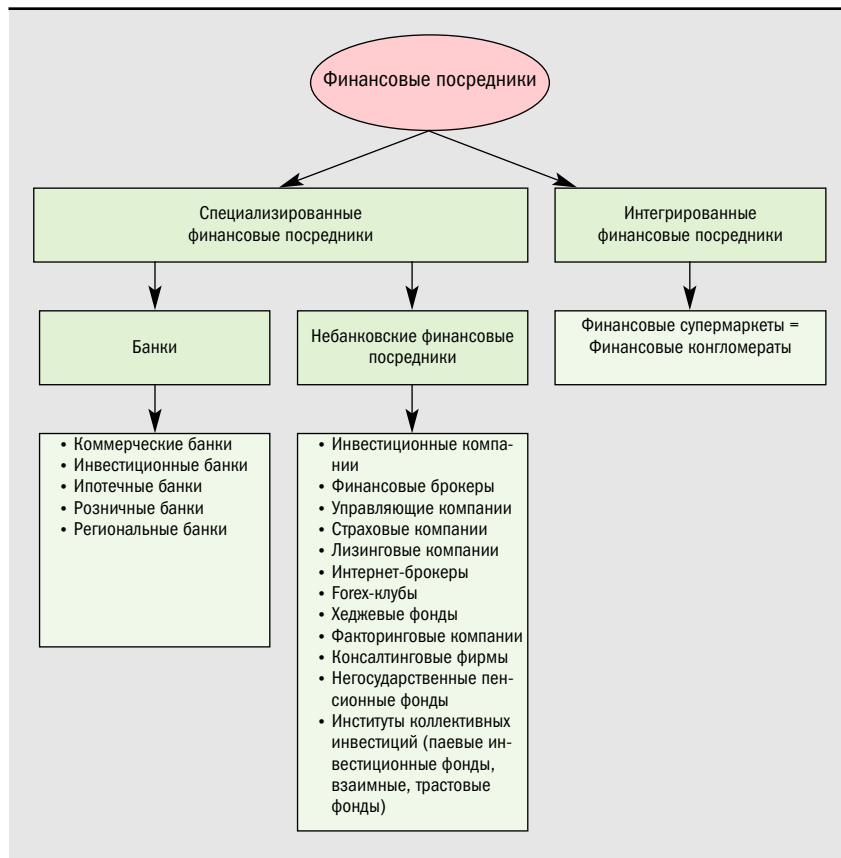 Финансовые посредники
Специализированные
финансовые посредники
Интегрированные
финансовые посредники
Банки
Небанковские финансовые
посредники
Финансовые супермаркеты =
Финансовые конгломераты
• Коммерческие банки
• Инвестиционные банки
• Ипотечные банки
• Розничные банки
• Региональные банки
• Инвестиционные компа-
нии
• Финансовые брокеры
• Управляющие компании
• Страховые компании
• Лизинговые компании
• Интернет-брокеры
• Forex-клубы
• Хеджевые фонды
• Факторинговые компании
• Консалтинговые фирмы
• Негосударственные пен-
сионные фонды
• Институты коллективных
инвестиций (паевые ин-
вестиционные фонды,
взаимные, трастовые
фонды)